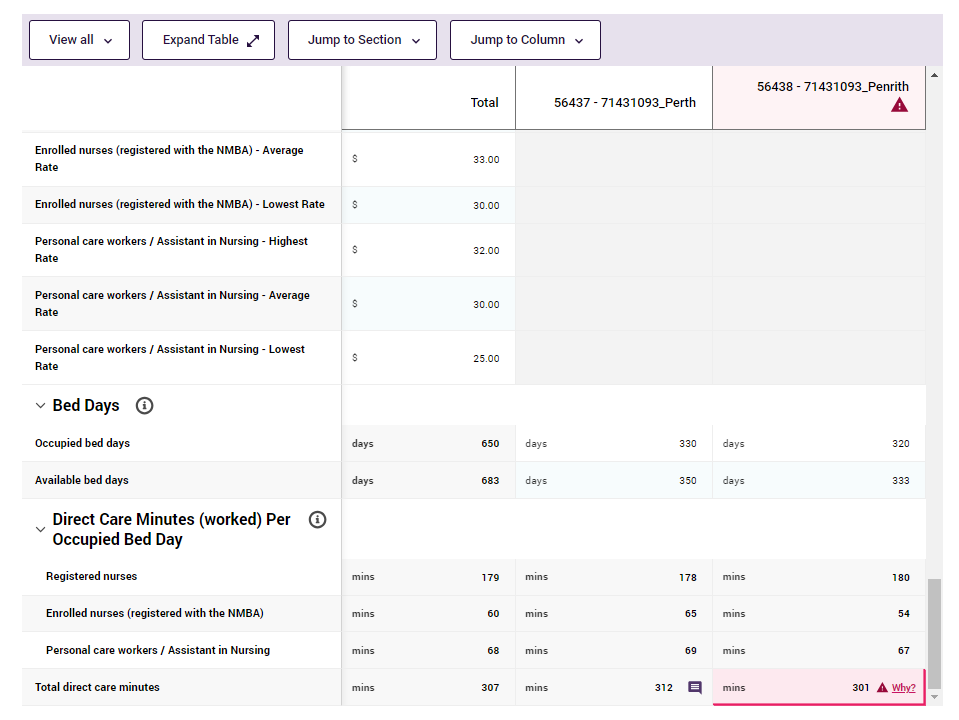 View all
Expand Table
Jump to Section
Jump to Column
Total
56437 - 71431093_Perth
56438 - 71431093_Penrith
Enrolled nurses (registered with the NMBA) - Average
Rate
$ 33.00
Enrolled nurses (registered with the NMBA) - Lowest Rate $ 30.00
Personal care workers / Assistant in Nursing - Highest
Rate
$ 32.00
Personal care workers / Assistant in Nursing - Average
Rate
$ 30.00
Personal care workers / Assistant in Nursing - Lowest
Rate
$ 25.00
Bed Days
Occupied bed days days 650 days 330 days 320
Available bed days days 683 days 350 days 333
Direct Care Minutes (worked) Per
Occupied Bed Day
Registered nurses mins 179 mins 178 mins 180
Enrolled nurses (registered with the NMBA) mins 60 mins 65 mins 54
Personal care workers / Assistant in Nursing mins 68 mins 69 mins 67
Total direct care minutes mins 307 mins 312 mins 301 Why?